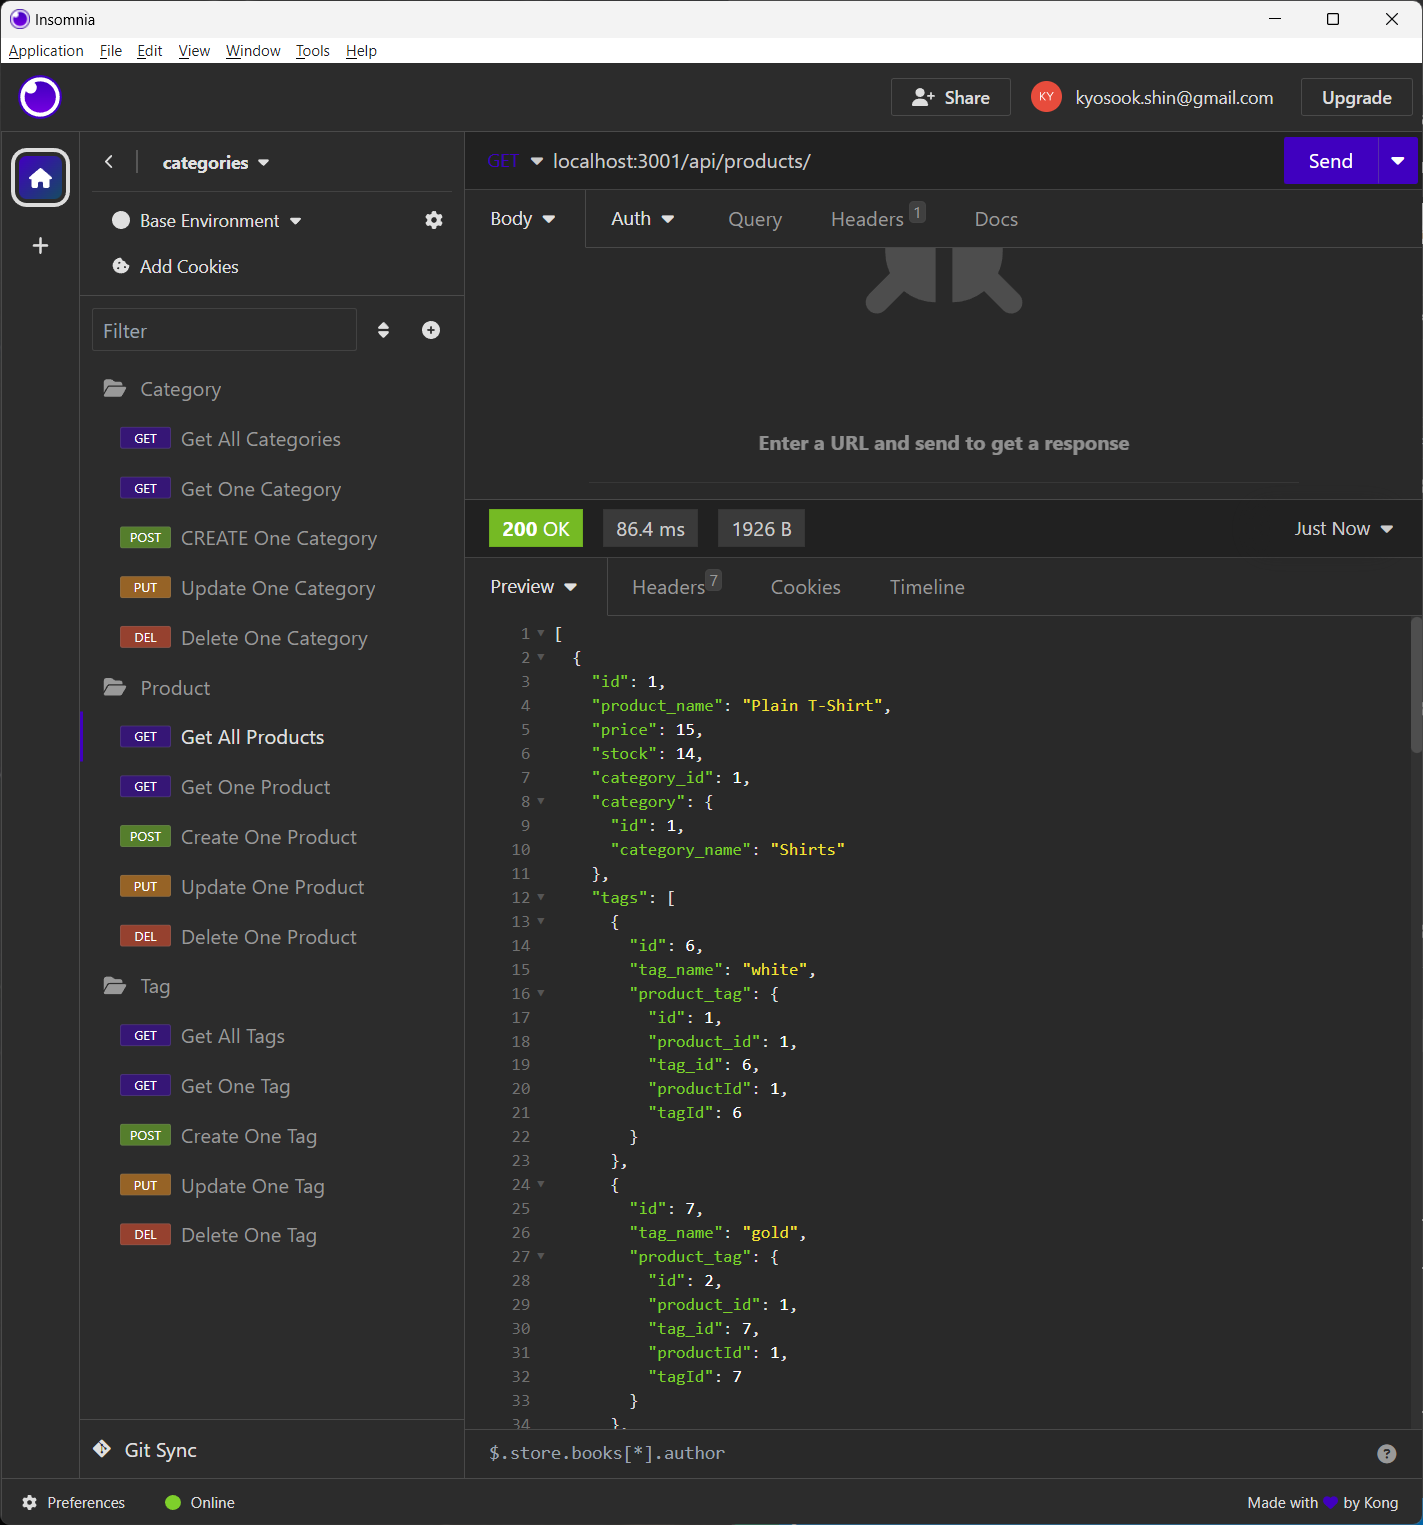 Insomnia
Application File Edit View Window Tools Help
Share KY kyosook.shin@gmail.com Upgrade
categories
Base Environment
Add Cookies
Filter
Category
GET Get All Categories
GET Get One Category
POST CREATE One Category
PUT Update One Category
DEL Delete One Category
Product
GET Get All Products
GET Get One Product
POST Create One Product
PUT Update One Product
DEL Delete One Product
Tag
GET Get All Tags
GET Get One Tag
POST Create One Tag
PUT Update One Tag
DEL Delete One Tag
Git Sync
GET localhost:3001/api/products/ Send
Body Auth Query Headers 1 Docs
Enter a URL and send to get a response
200 OK 86.4 ms 1926 B Just Now
Preview Headers 7 Cookies Timeline
1 [
2 {
3 "id": 1,
4 "product_name": "Plain T-Shirt",
5 "price": 15,
6 "stock": 14,
7 "category_id": 1,
8 "category": {
9 "id": 1,
10 "category_name": "Shirts"
11 },
12 "tags": [
13 {
14 "id": 6,
15 "tag_name": "white",
16 "product_tag": {
17 "id": 1,
18 "product_id": 1,
19 "tag_id": 6,
20 "productId": 1,
21 "tagId": 6
22 }
23 },
24 {
25 "id": 7,
26 "tag_name": "gold",
27 "product_tag": {
28 "id": 2,
29 "product_id": 1,
30 "tag_id": 7,
31 "productId": 1,
32 "tagId": 7
33 }
34 },
$.store.books[*].author
Preferences Online Made with by Kong